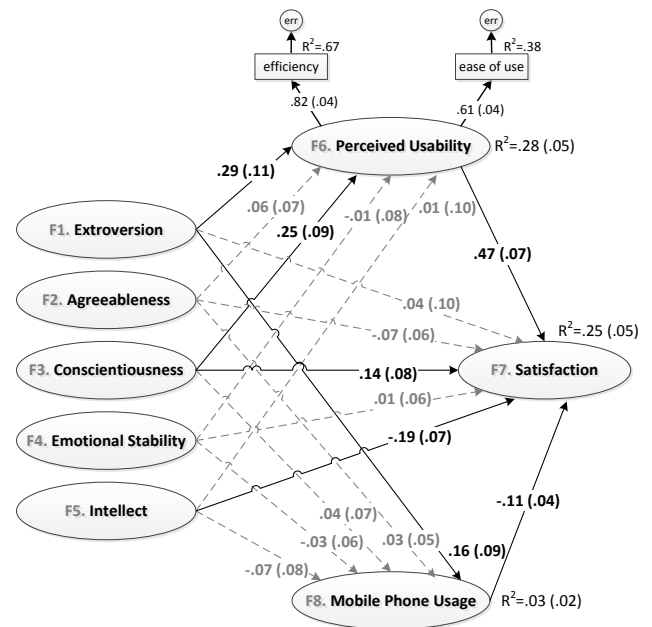 err
err
R²=.67
R²=.38
efficiency
ease of use
.82 (.04)
.61 (.04)
F6. Perceived Usability
R²=.28 (.05)
.29 (.11)
.06 (.07)
-.01 (.08)
.01 (.10)
.25 (.09)
F1. Extroversion
.47 (.07)
F2. Agreeableness
.04 (.10)
R²=.25 (.05)
-.07 (.06)
F3. Conscientiousness
.14 (.08)
F7. Satisfaction
.01 (.06)
F4. Emotional Stability
-.19 (.07)
F5. Intellect
-.11 (.04)
.04 (.07)
-.03 (.06)
.03 (.05)
.16 (.09)
-.07 (.08)
F8. Mobile Phone Usage
R²=.03 (.02)